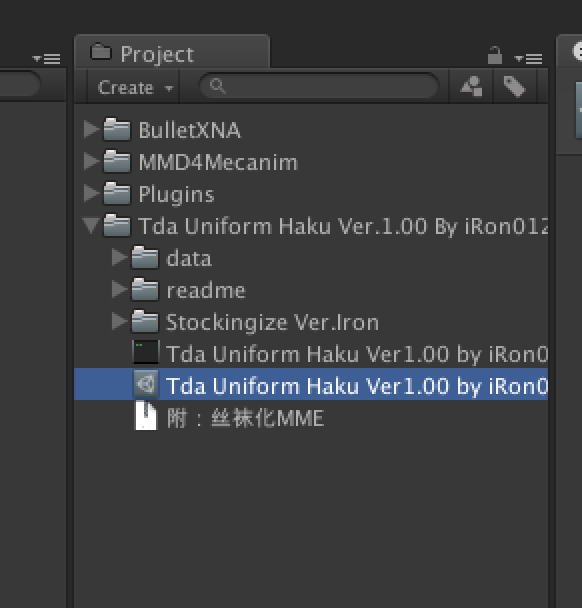 Project
Create
BulletXNA
MMD4Mecanim
Plugins
Tda Uniform Haku Ver.1.00 By iRon012
data
readme
Stockingize Ver.Iron
Tda Uniform Haku Ver1.00 by iRon0
Tda Uniform Haku Ver1.00 by iRon0
附：丝袜化MME